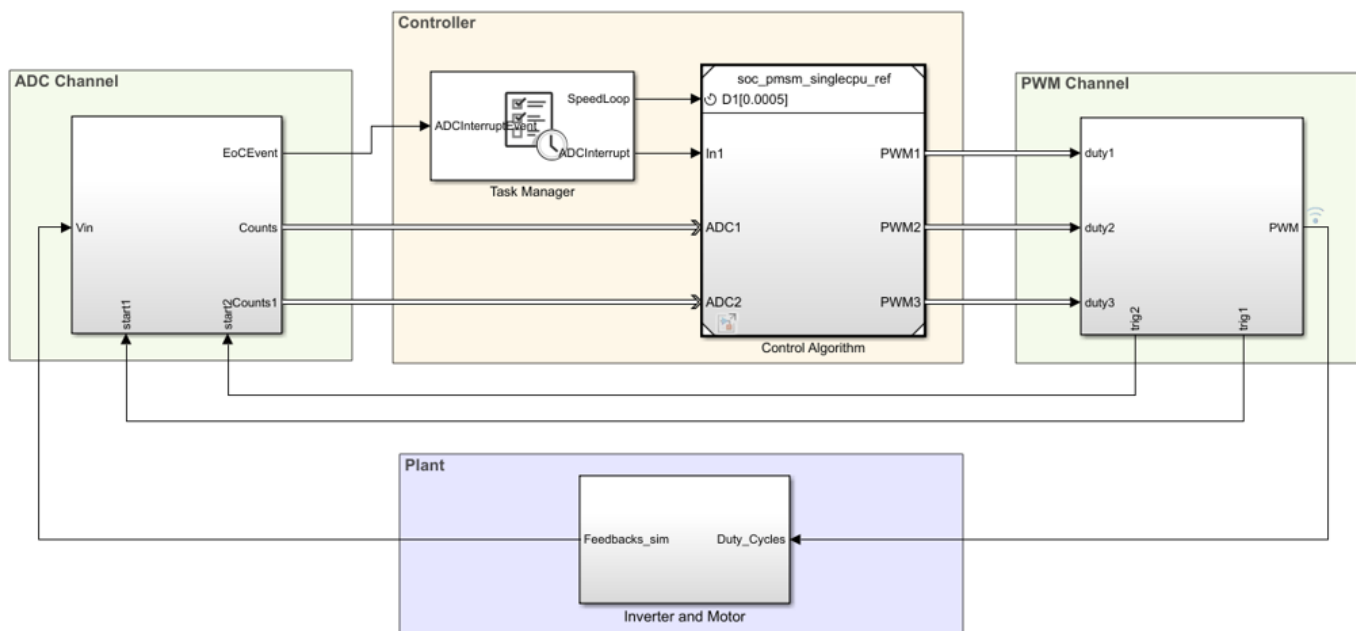 Controller
ADC Channel
PWM Channel
soc_pmsm_singlecpu_ref
D1[0.0005]
SpeedLoop
ADCInterruptEvent
ADCInterrupt
Task Manager
EoCEvent
Vin
Counts
Counts1
start1
start2
In1
ADC1
ADC2
PWM1
PWM2
PWM3
Control Algorithm
duty1
duty2
duty3
PWM
trig2
trig1
Plant
Feedbacks_sim
Duty_Cycles
Inverter and Motor